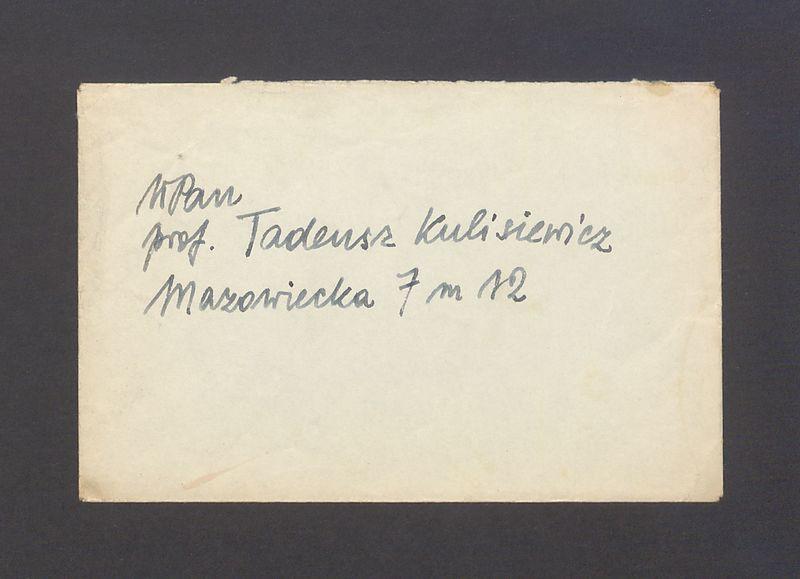 WPan
prof. Tadeusz Kulisiewicz
Mazowiecka 7 m 12